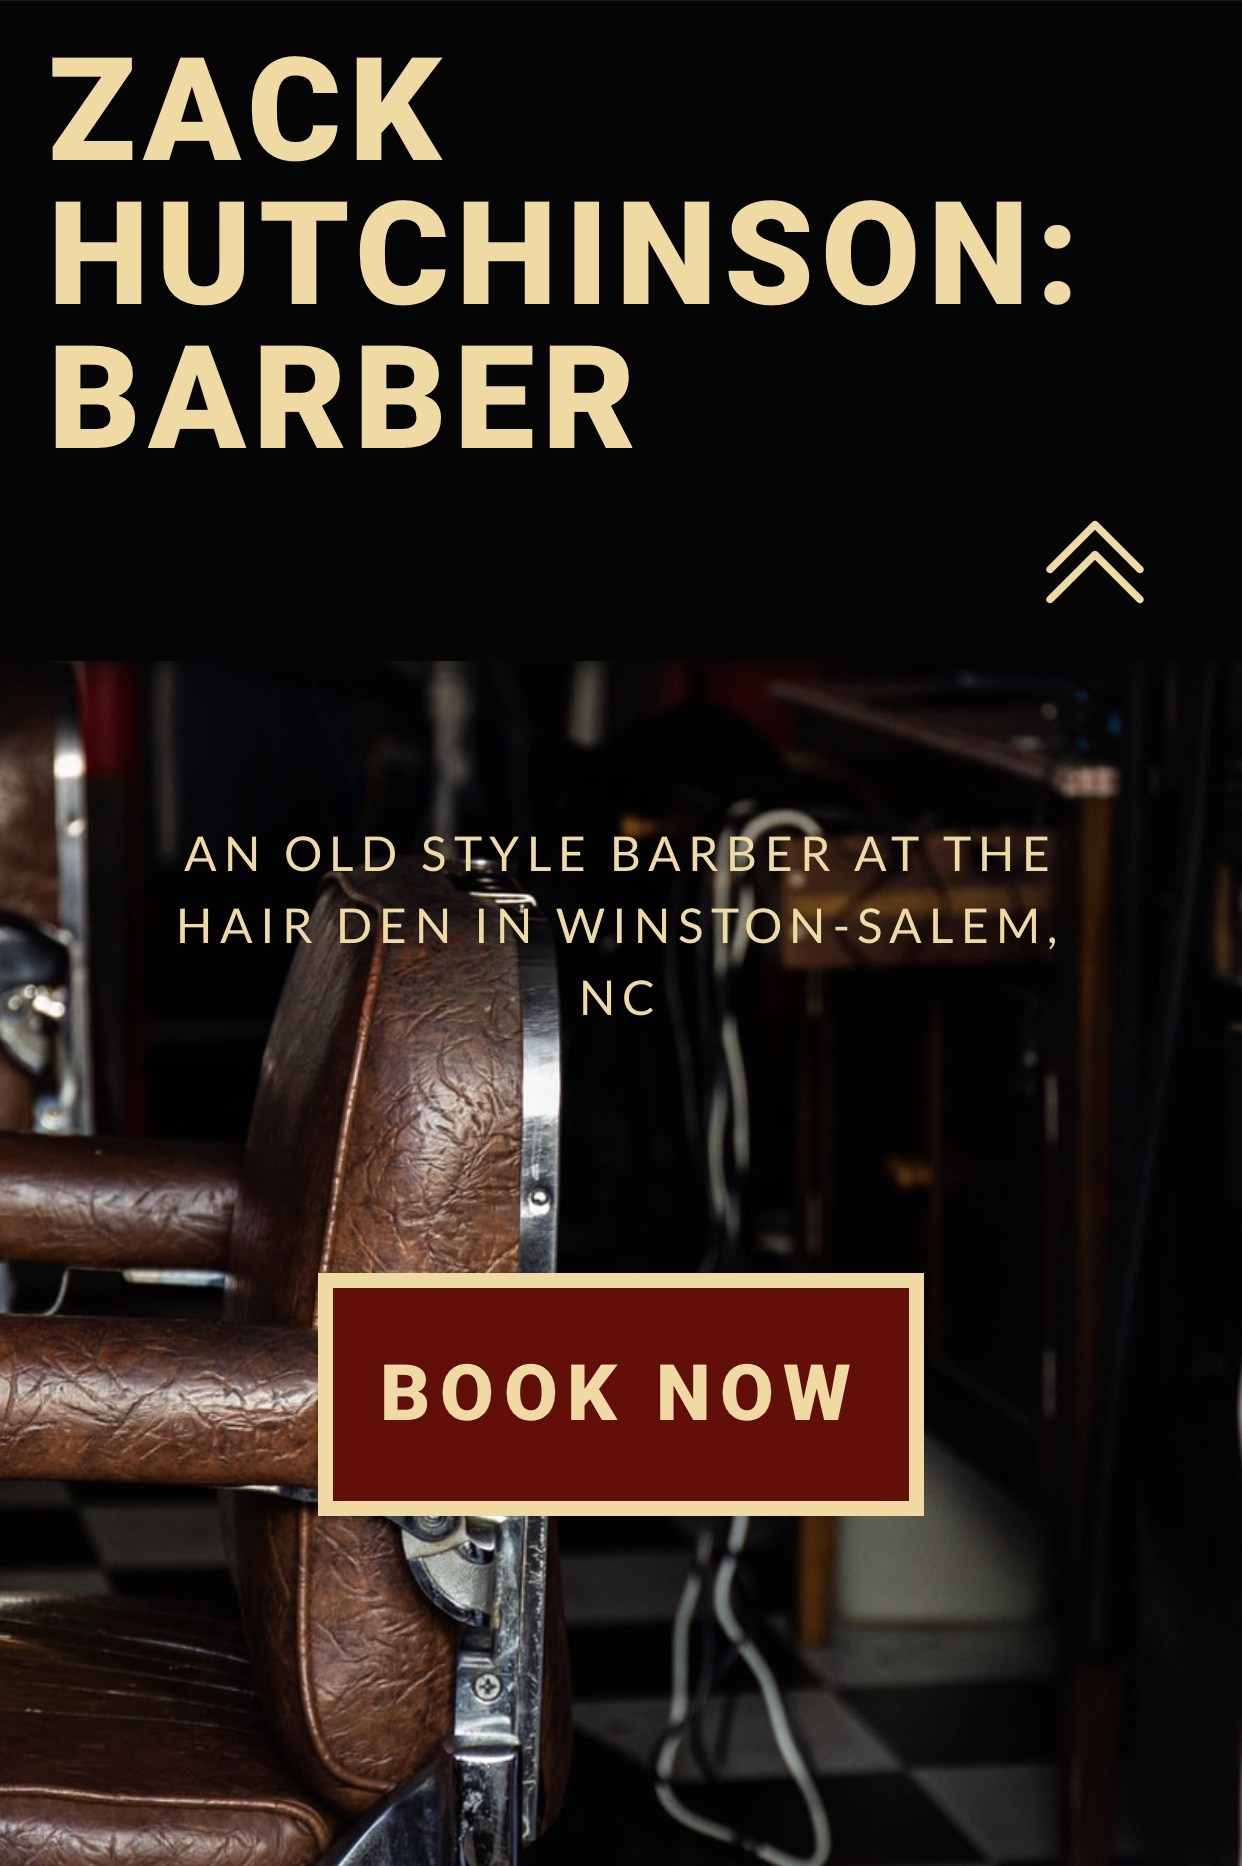 ZACK
HUTCHINSON:
BARBER
AN OLD STYLE BARBER AT THE
HAIR DEN IN WINSTON-SALEM,
NC
BOOK NOW